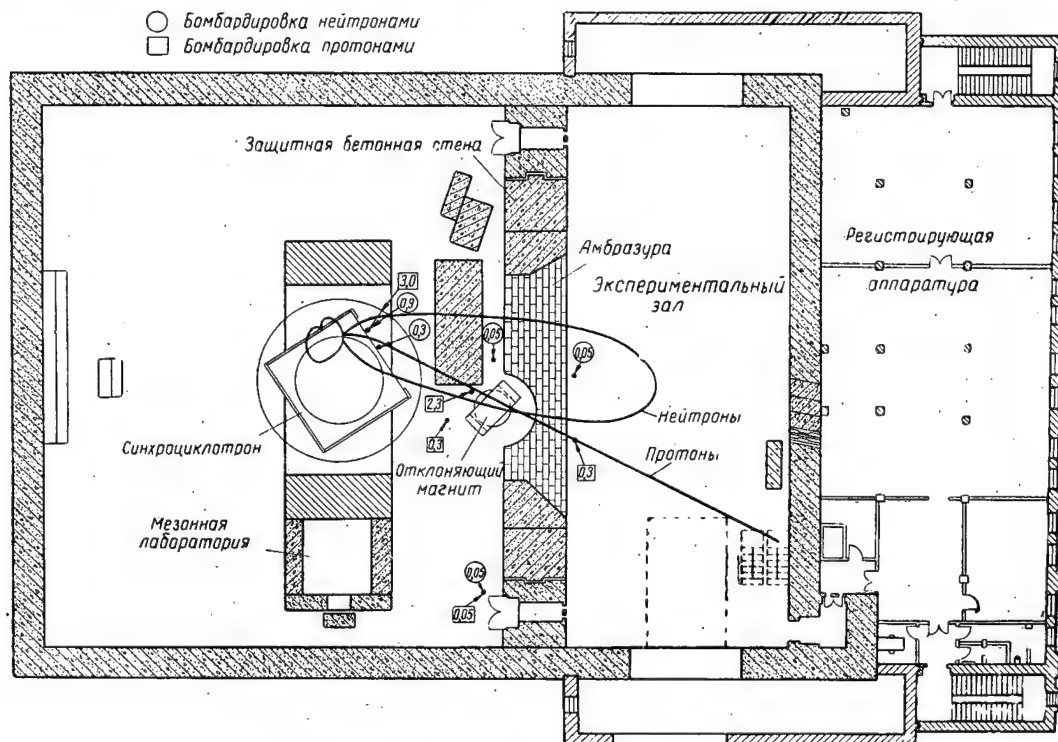 Бомбардировка нейтронами
Бомбардировка протонами
Защитная бетонная стена
Амбразура
Регистрирующая
аппаратура
Экспериментальный
зал
3,0
0,9
0,3
0,05
0,05
2,3
0,3
Нейтроны
Синхроциклотрон
Отклоняющий
магнит
0,3
Протоны
Мезонная
лаборатория
0,05
0,05